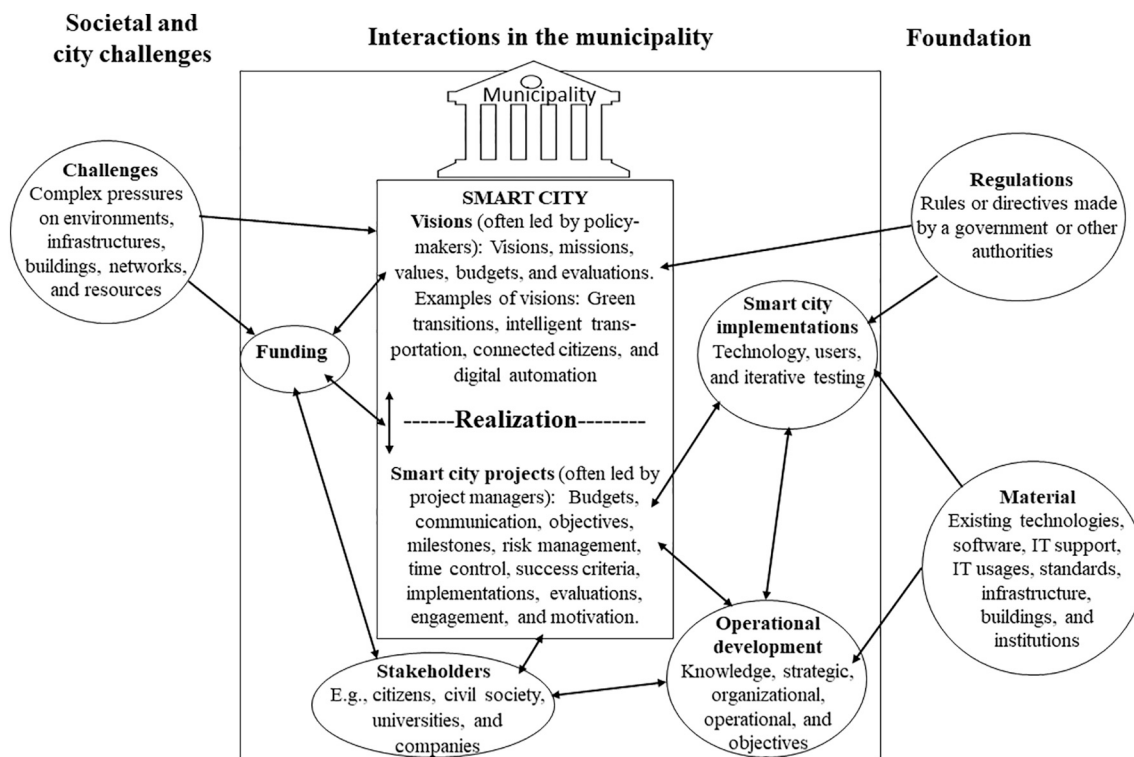 Societal and
city challenges
Interactions in the municipality
Foundation
Municipality
Challenges
Complex pressures
on environments,
infrastructures,
buildings, networks,
and resources
Funding
SMART CITY
Visions (often led by policy-
makers): Visions, missions,
values, budgets, and evaluations.
Examples of visions: Green
transitions, intelligent trans-
portation, connected citizens, and
digital automation
------Realization--------
Smart city projects (often led by
project managers): Budgets,
communication, objectives,
milestones, risk management,
time control, success criteria,
implementations, evaluations,
engagement, and motivation.
Stakeholders
E.g., citizens, civil society,
universities, and
companies
Regulations
Rules or directives made
by a government or other
authorities
Smart city
implementations
Technology, users,
and iterative testing
Material
Existing technologies,
software, IT support,
IT usages, standards,
infrastructure,
buildings, and
institutions
Operational
development
Knowledge, strategic,
organizational,
operational, and
objectives